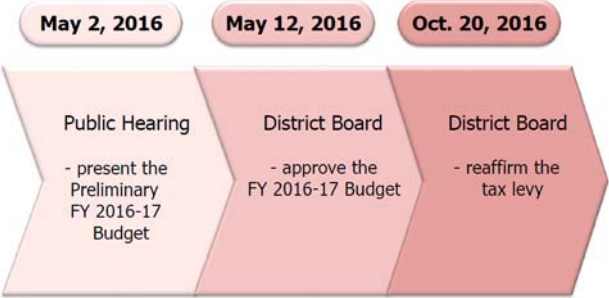 May 2, 2016
May 12, 2016
Oct. 20, 2016
Public Hearing
- present the
Preliminary
FY 2016-17
Budget
District Board
- approve the
FY 2016-17 Budget
District Board
- reaffirm the
tax levy